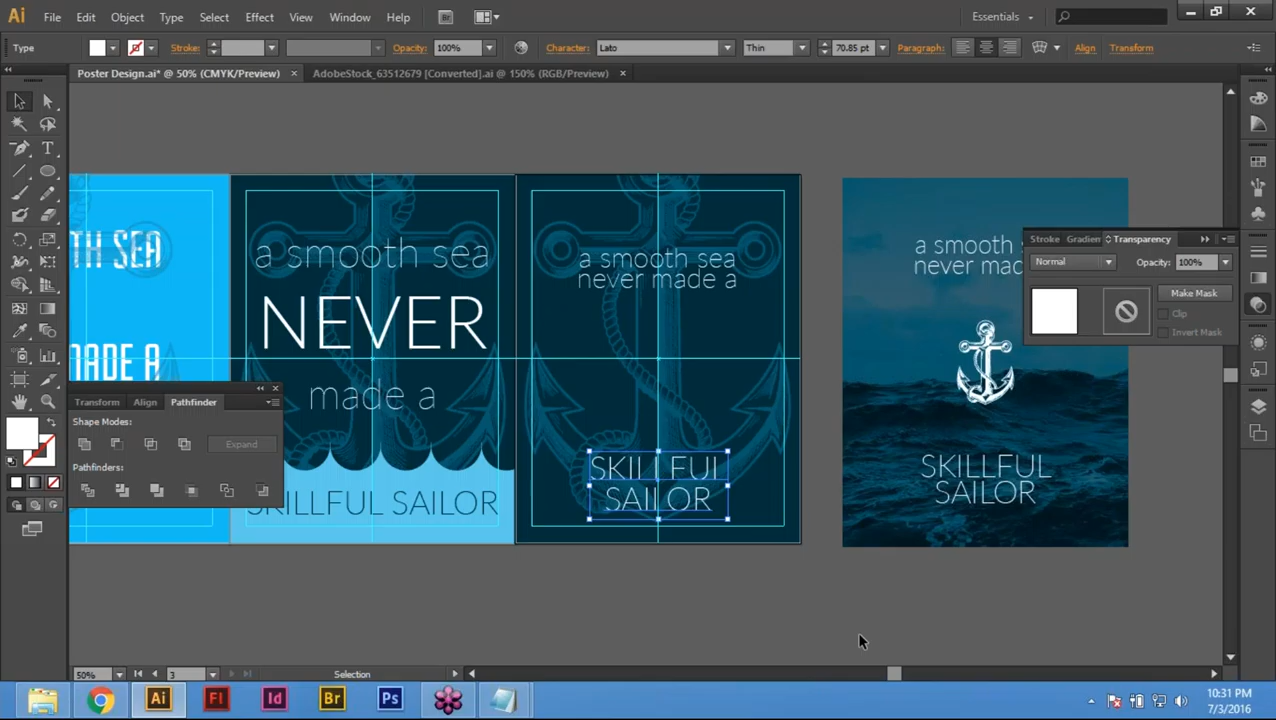 Ai File Edit Object Type Select Effect View Window Help Br Essentials
Type Stroke: Opacity: 100% Character: Lato Thin 70.85 pt Paragraph: Align Transform
Poster Design.ai* @ 50% (CMYK/Preview) × AdobeStock_63512679 [Converted].ai @ 150% (RGB/Preview) ×
TH SEA
MADE A
a smooth sea
NEVER
made a
SKILLFUL SAILOR
a smooth sea
never made a
SKILLFUL
SAILOR
a smooth
never mad
SKILLFUL
SAILOR
Stroke Gradien Transparency
Normal Opacity: 100%
Make Mask
Clip
Invert Mask
Transform Align Pathfinder
Shape Modes:
Expand
Pathfinders:
50% 3 Selection
Ai Fl Id Br Ps
10:31 PM
7/3/2016